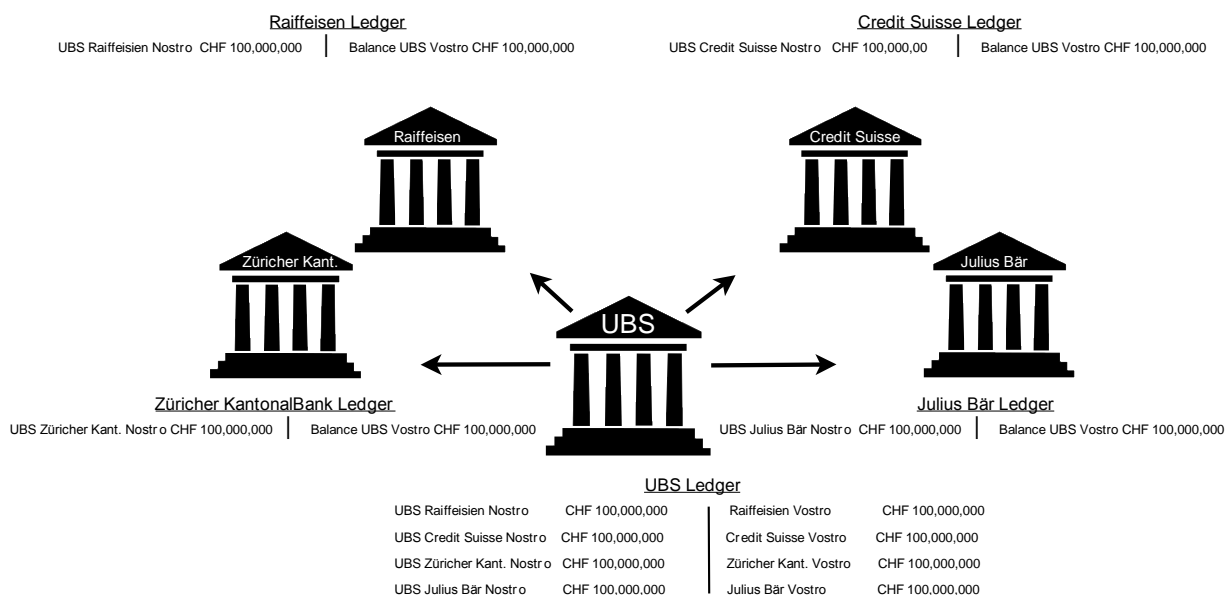 Raiffeisen Ledger
UBS Raiffeisien Nostro CHF 100,000,000 Balance UBS Vostro CHF 100,000,000
Credit Suisse Ledger
UBS Credit Suisse Nostro CHF 100,000,00 Balance UBS Vostro CHF 100,000,000
Raiffeisen
Credit Suisse
Züricher Kant.
Julius Bär
UBS
Züricher KantonalBank Ledger
UBS Züricher Kant. Nostro CHF 100,000,000 Balance UBS Vostro CHF 100,000,000
Julius Bär Ledger
UBS Julius Bär Nostro CHF 100,000,000 Balance UBS Vostro CHF 100,000,000
UBS Ledger
UBS Raiffeisien Nostro CHF 100,000,000 Raiffeisien Vostro CHF 100,000,000
UBS Credit Suisse Nostro CHF 100,000,000 Credit Suisse Vostro CHF 100,000,000
UBS Züricher Kant. Nostro CHF 100,000,000 Züricher Kant. Vostro CHF 100,000,000
UBS Julius Bär Nostro CHF 100,000,000 Julius Bär Vostro CHF 100,000,000